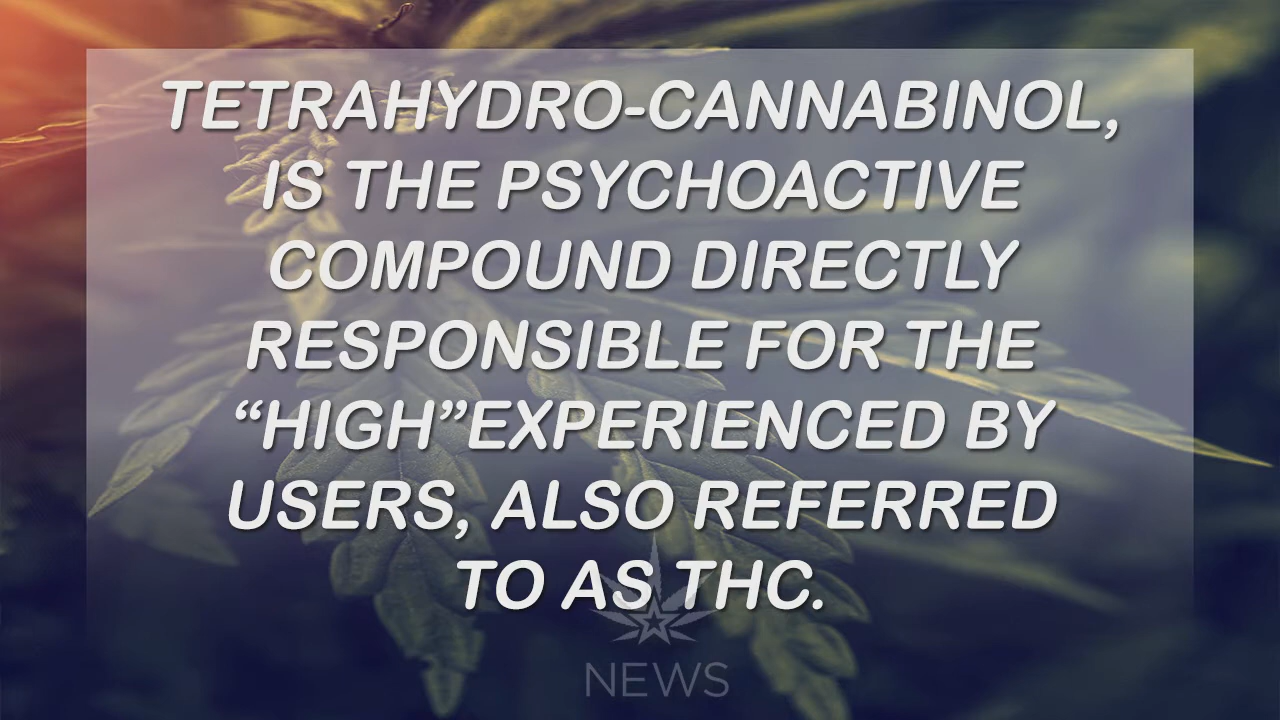 TETRAHYDRO-CANNABINOL,
IS THE PSYCHOACTIVE
COMPOUND DIRECTLY
RESPONSIBLE FOR THE
“HIGH”EXPERIENCED BY
USERS, ALSO REFERRED
TO AS THC.
NEWS